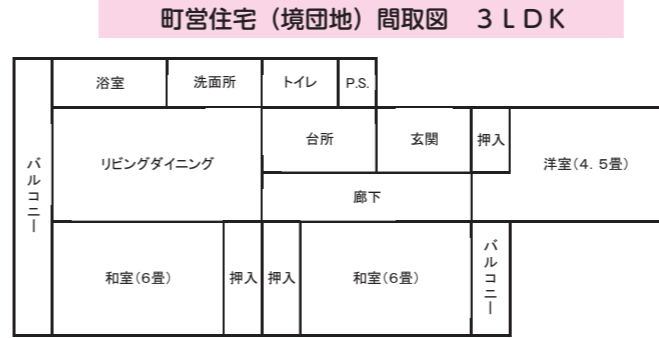 町営住宅（境団地）間取図　３ＬＤＫ
浴室
洗面所
トイレ
P.S.
バルコニー
リビングダイニング
台所
玄関
押入
洋室(４．５畳)
廊下
和室(６畳)
押入
押入
和室(６畳)
バルコニー